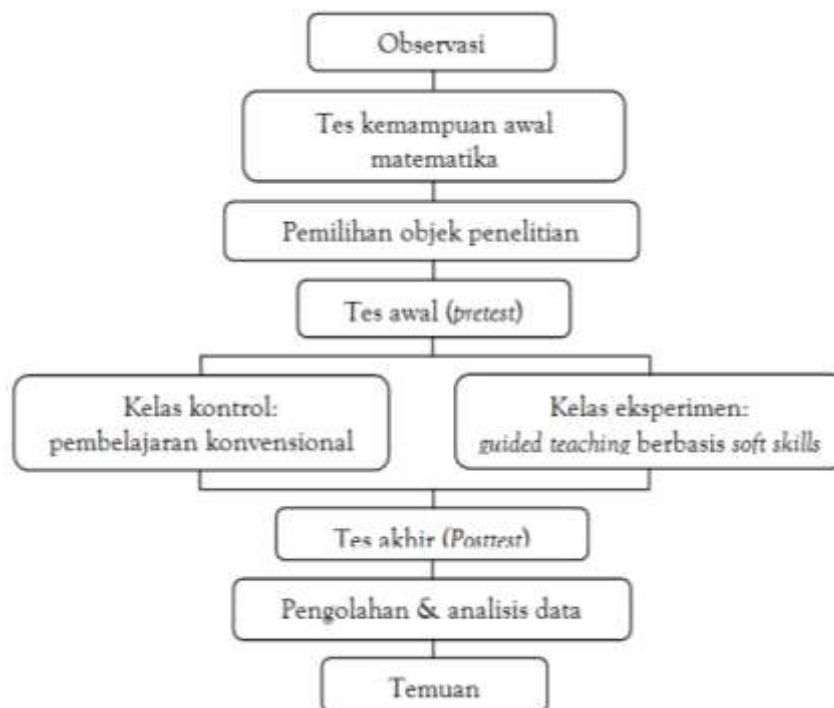 Observasi
Tes kemampuan awal
matematika
Pemilihan objek penelitian
Tes awal (pretest)
Kelas kontrol:
pembelajaran konvensional
Kelas eksperimen:
guided teaching berbasis soft skills
Tes akhir (Posttest)
Pengolahan & analisis data
Temuan